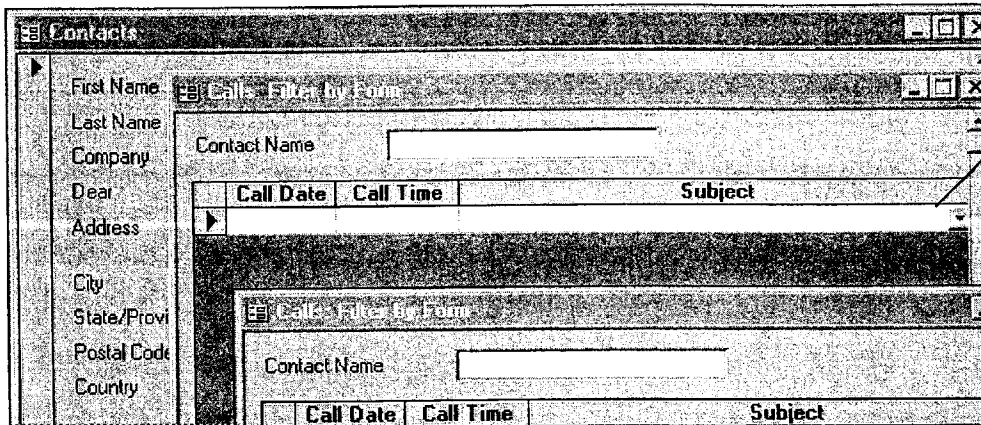 Contacts
First Name
Calls: Filter by Form
Last Name
Contact Name
Company
Dear
Call Date Call Time Subject
Address
City
Calls: Filter by Form
State/Provi
Postal Code
Contact Name
Country
Call Date Call Time Subject